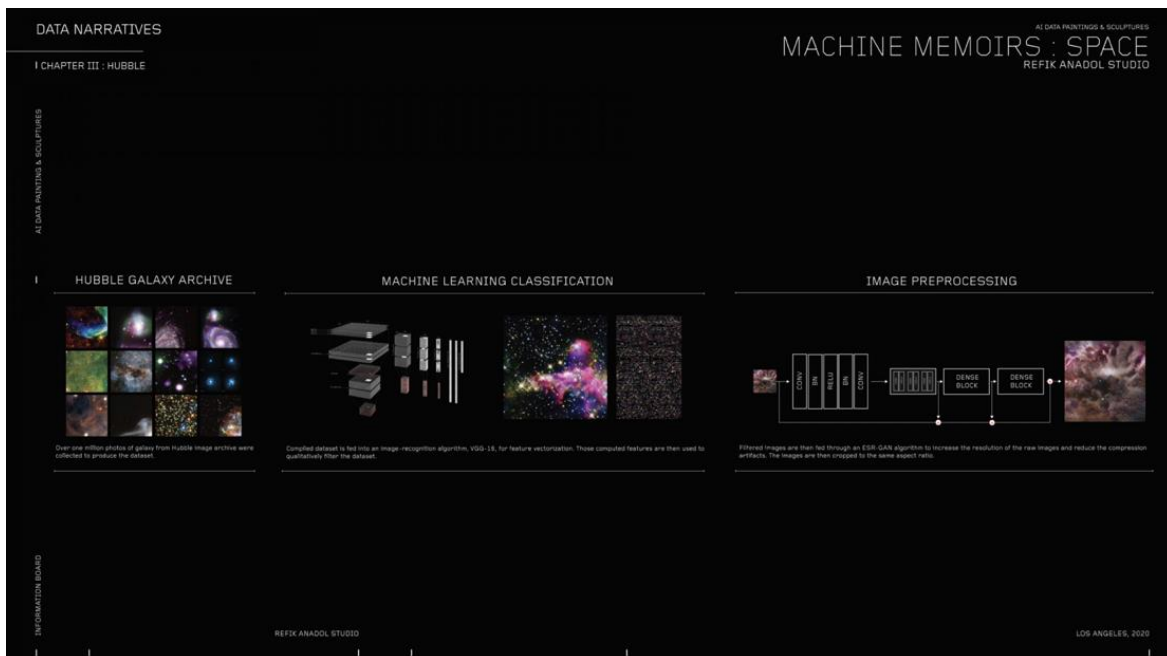 DATA NARRATIVES
I CHAPTER III : HUBBLE
AI DATA PAINTINGS & SCULPTURES
MACHINE MEMOIRS : SPACE
REFIK ANADOL STUDIO
AI DATA PAINTING & SCULPTURES
HUBBLE GALAXY ARCHIVE
Over one million photos of galaxy from Hubble image archive were
collected to produce the dataset.
MACHINE LEARNING CLASSIFICATION
Compiled dataset is fed into an image-recognition algorithm, VGG-16, for feature vectorization. Those computed features are then used to
qualitatively filter the dataset.
IMAGE PREPROCESSING
CONV
BN
RELU
BN
CONV
DENSE
BLOCK
DENSE
BLOCK
Filtered images are then fed through an ESR-GAN algorithm to increase the resolution of the raw images and reduce the compression
artifacts. The images are then cropped to the same aspect ratio.
INFORMATION BOARD
REFIK ANADOL STUDIO
LOS ANGELES, 2020